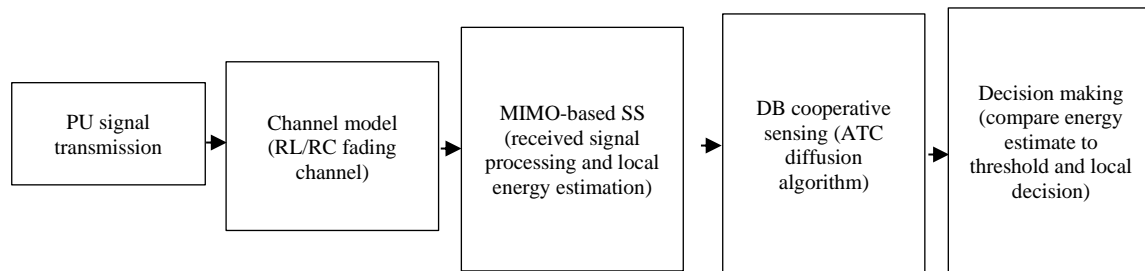 PU signal
transmission
Channel model
(RL/RC fading
channel)
MIMO-based SS
(received signal
processing and local
energy estimation)
DB cooperative
sensing (ATC
diffusion
algorithm)
Decision making
(compare energy
estimate to
threshold and local
decision)